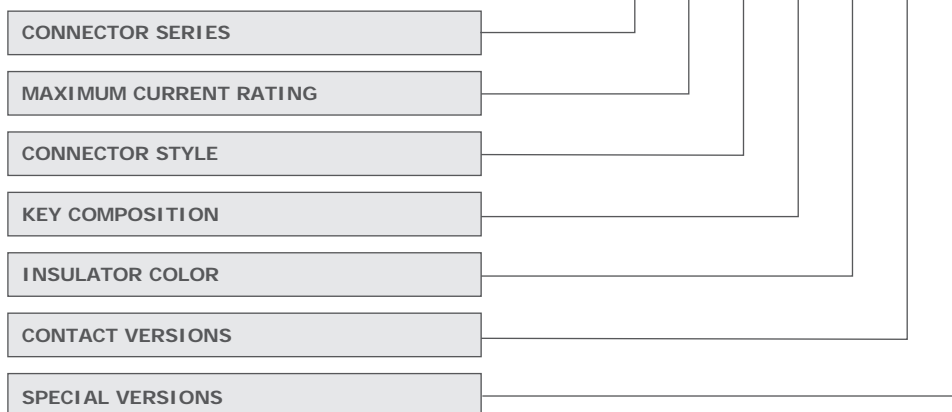 CONNECTOR SERIES
MAXIMUM CURRENT RATING
CONNECTOR STYLE
KEY COMPOSITION
INSULATOR COLOR
CONTACT VERSIONS
SPECIAL VERSIONS